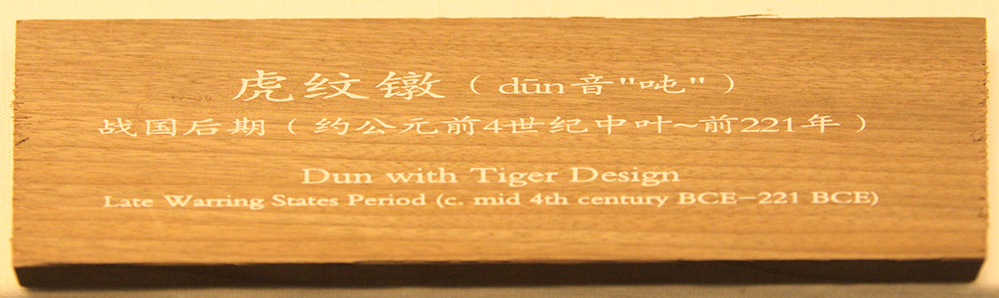 虎纹镦（dūn音"吨"）
战国后期（约公元前4世纪中叶~前221年）
Dun with Tiger Design
Late Warring States Period (c. mid 4th century BCE-221 BCE)